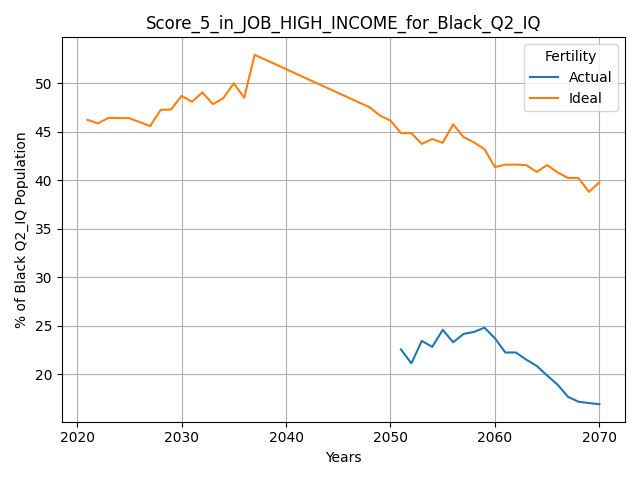 Score_5_in_JOB_HIGH_INCOME_for_Black_Q2_IQ
Fertility
Actual
Ideal
% of Black Q2_IQ Population
50
45
40
35
30
25
20
2020 2030 2040 2050 2060 2070
Years